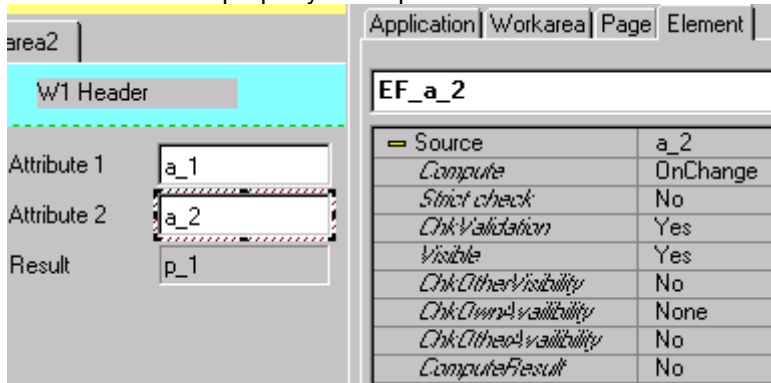 area2
W1 Header
Attribute 1 a_1
Attribute 2 a_2
Result p_1
Application Workarea Page Element
EF_a_2
Source a_2
Compute OnChange
Strict check No
ChkValidation Yes
Visible Yes
ChkOtherVisibility No
ChkOwnAvailibility None
ChkOtherAvailibility No
ComputeResult No